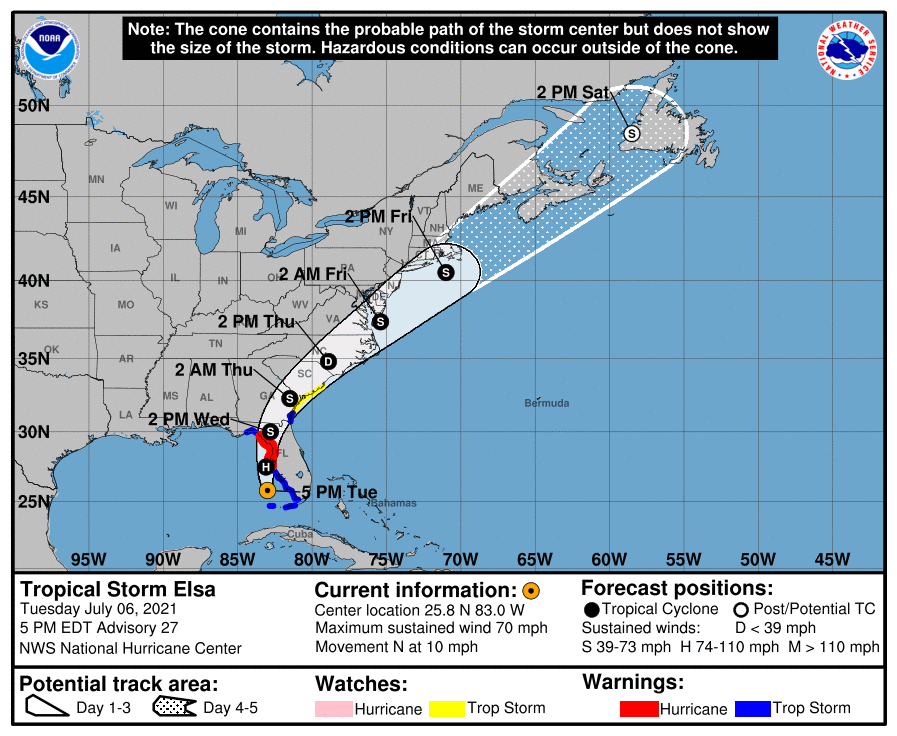 Note: The cone contains the probable path of the storm center but does not show
the size of the storm. Hazardous conditions can occur outside of the cone.
NOAA
NATIONAL WEATHER SERVICE
2 PM Sat
50N
MN
ME
45N
WI
VT
2 PM Fri
NH
MI
NY
MA
IA
PA
2 AM Fri
40N
IL
IN
OH
NJ
DE
KS
MO
WV
2 PM Thu
VA
TN
OK
35N
AR
NC
2 AM Thu
SC
MS
AL
GA
Bermuda
LA
2 PM Wed
30N
FL
S
S
D
S
S
S
H
5 PM Tue
25N
Bahamas
Cuba
95W 90W 85W 80W 75W 70W 65W 60W 55W 50W 45W
Tropical Storm Elsa
Tuesday July 06, 2021
5 PM EDT Advisory 27
NWS National Hurricane Center
Current information:
Center location 25.8 N 83.0 W
Maximum sustained wind 70 mph
Movement N at 10 mph
Forecast positions:
Tropical Cyclone Post/Potential TC
Sustained winds: D < 39 mph
S 39-73 mph H 74-110 mph M > 110 mph
Potential track area:
Day 1-3 Day 4-5
Watches:
Hurricane Trop Storm
Warnings:
Hurricane Trop Storm